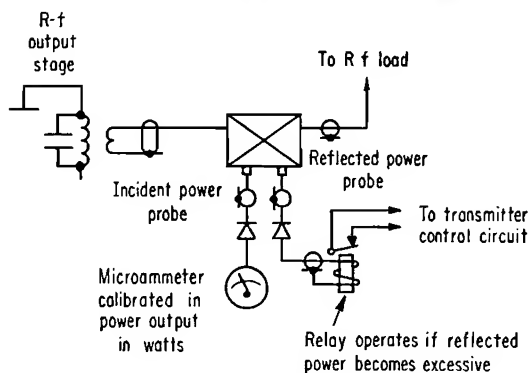 R-f
output
stage
To R f load
Reflected power
probe
Incident power
probe
To transmitter
control circuit
Microammeter
calibrated in
power output
in watts
Relay operates if reflected
power becomes excessive